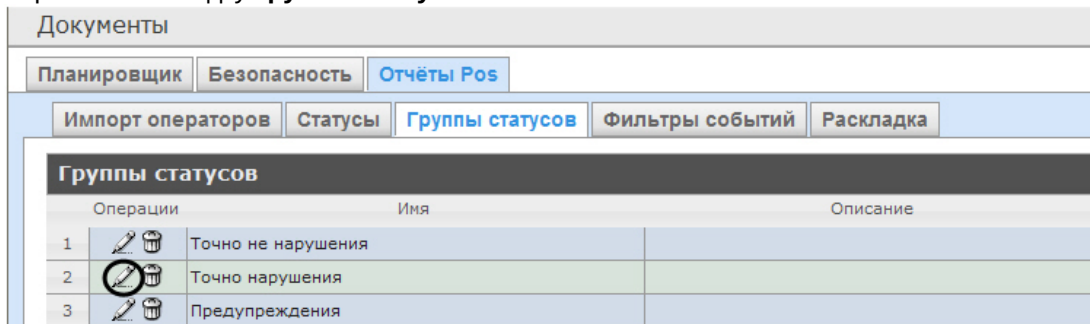 Документы
Планировщик Безопасность Отчёты Pos
Импорт операторов Статусы Группы статусов Фильтры событий Раскладка
Группы статусов
Операции Имя Описание
1 Точно не нарушения
2 Точно нарушения
3 Предупреждения